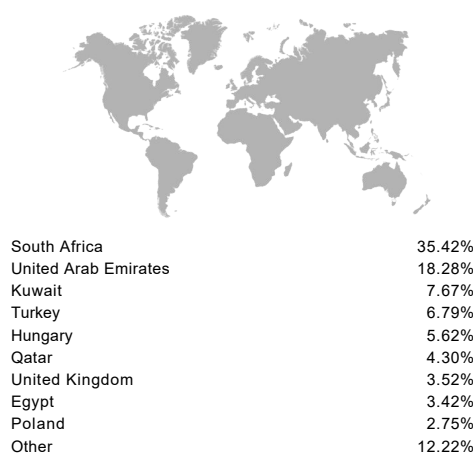 South Africa 35.42%
United Arab Emirates 18.28%
Kuwait 7.67%
Turkey 6.79%
Hungary 5.62%
Qatar 4.30%
United Kingdom 3.52%
Egypt 3.42%
Poland 2.75%
Other 12.22%